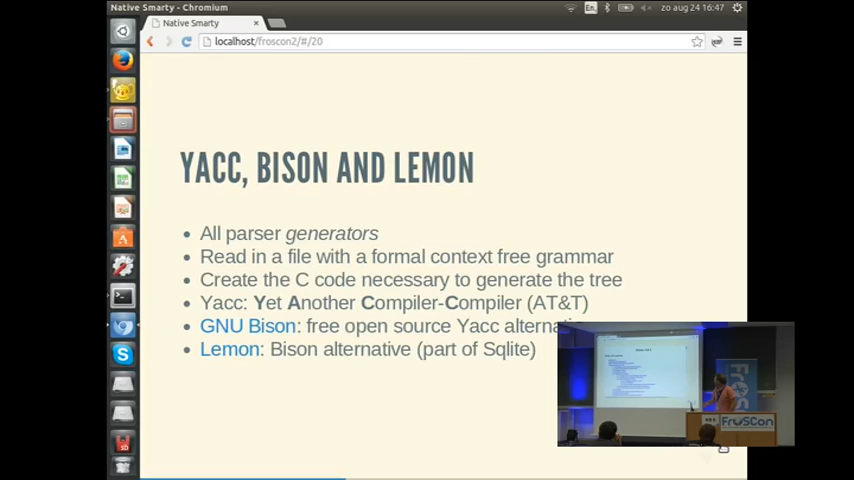 Native Smarty - Chromium
En
zo aug 24 16:47
Native Smarty
localhost/froscon2/#/20
YACC, BISON AND LEMON
All parser generators
Read in a file with a formal context free grammar
Create the C code necessary to generate the tree
Yacc: Yet Another Compiler-Compiler (AT&T)
GNU Bison: free open source Yacc
Lemon: Bison alternative (part of Sqlite)
FrOSCon